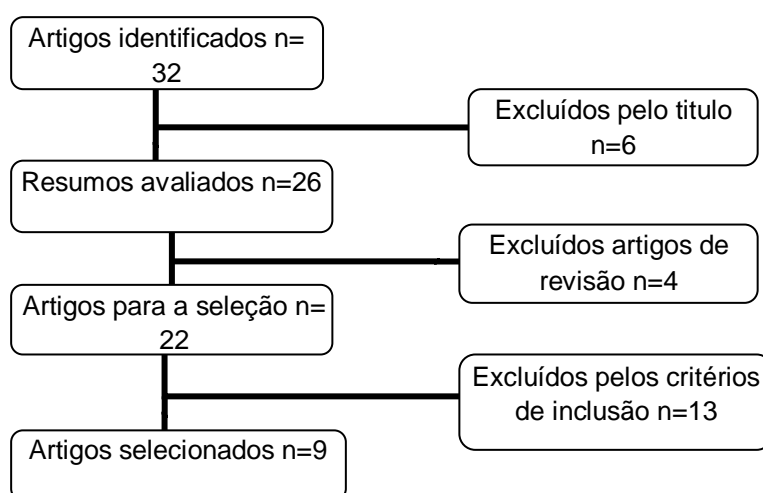 Artigos identificados n=
32
Excluídos pelo titulo
n=6
Resumos avaliados n=26
Excluídos artigos de
revisão n=4
Artigos para a seleção n=
22
Excluídos pelos critérios
de inclusão n=13
Artigos selecionados n=9